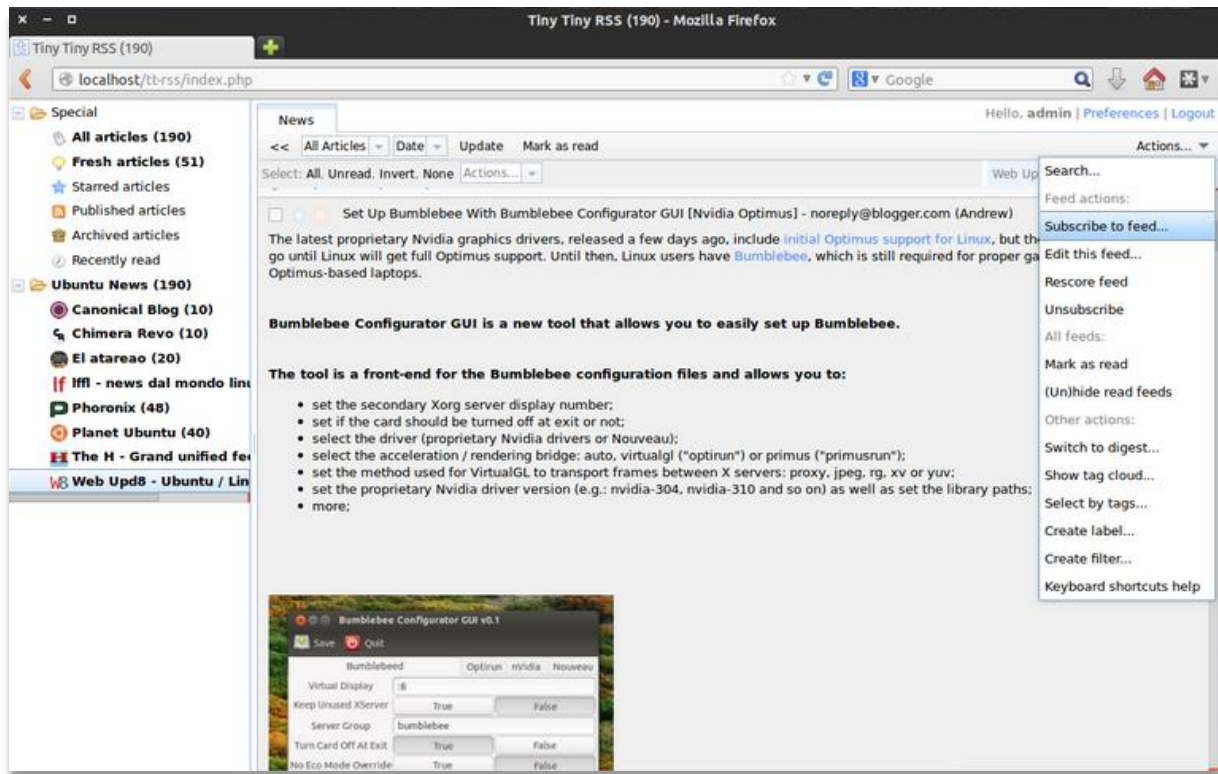 Tiny Tiny RSS (190) - Mozilla Firefox
Tiny Tiny RSS (190)
localhost/tt-rss/index.php
Google
Special
All articles (190)
Fresh articles (51)
Starred articles
Published articles
Archived articles
Recently read
Ubuntu News (190)
Canonical Blog (10)
Chimera Revo (10)
El atareao (20)
Iffl - news dal mondo linu
Phoronix (48)
Planet Ubuntu (40)
The H - Grand unified fee
Web Upd8 - Ubuntu / Lin
News
Hello, admin | Preferences | Logout
<< All Articles Date Update Mark as read Actions...
Select: All, Unread, Invert, None Actions... Web Up
Set Up Bumblebee With Bumblebee Configurator GUI [Nvidia Optimus] - noreply@blogger.com (Andrew)
The latest proprietary Nvidia graphics drivers, released a few days ago, include initial Optimus support for Linux, but the
go until Linux will get full Optimus support. Until then, Linux users have Bumblebee, which is still required for proper ga
Optimus-based laptops.
Bumblebee Configurator GUI is a new tool that allows you to easily set up Bumblebee.
The tool is a front-end for the Bumblebee configuration files and allows you to:
• set the secondary Xorg server display number;
• set if the card should be turned off at exit or not;
• select the driver (proprietary Nvidia drivers or Nouveau);
• select the acceleration / rendering bridge: auto, virtualgl ("optirun") or primus ("primusrun");
• set the method used for VirtualGL to transport frames between X servers: proxy, jpeg, rg, xv or yuv;
• set the proprietary Nvidia driver version (e.g.: nvidia-304, nvidia-310 and so on) as well as set the library paths;
• more;
Bumblebee Configurator GUI v0.1
Save Quit
Bumblebeed Optirun nVidia Nouveau
Virtual Display :8
Keep Unused XServer True False
Server Group bumblebee
Turn Card Off At Exit True False
No Eco Mode Override True False
Search...
Feed actions:
Subscribe to feed...
Edit this feed...
Rescore feed
Unsubscribe
All feeds:
Mark as read
(Un)hide read feeds
Other actions:
Switch to digest...
Show tag cloud...
Select by tags...
Create label...
Create filter...
Keyboard shortcuts help